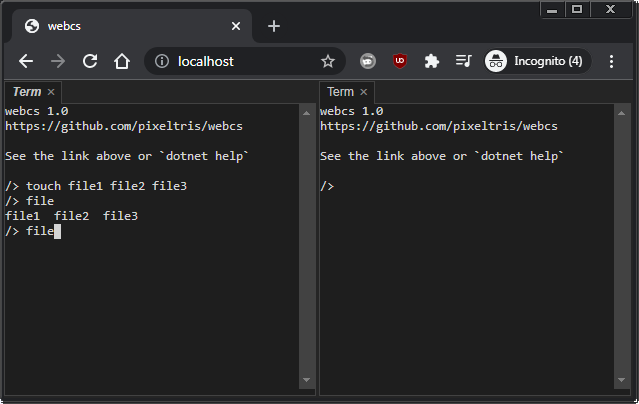 webcs
localhost
Incognito (4)
Term
webcs 1.0
https://github.com/pixeltris/webcs
See the link above or `dotnet help`
/> touch file1 file2 file3
/> file
file1  file2  file3
/> file
Term
webcs 1.0
https://github.com/pixeltris/webcs
See the link above or `dotnet help`
/>